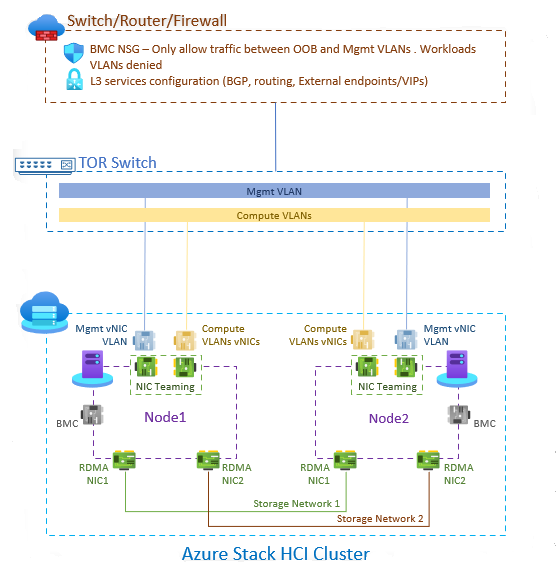 Switch/Router/Firewall
BMC NSG – Only allow traffic between OOB and Mgmt VLANs . Workloads
VLANs denied
L3 services configuration (BGP, routing, External endpoints/VIPs)
TOR Switch
Mgmt VLAN
Compute VLANs
Mgmt vNIC
VLAN
Compute
VLANs vNICs
Compute
VLANs vNICs
Mgmt vNIC
VLAN
NIC Teaming
NIC Teaming
Node1
Node2
BMC
BMC
RDMA
NIC1
RDMA
NIC2
RDMA
NIC1
RDMA
NIC2
Storage Network 1
Storage Network 2
Azure Stack HCI Cluster